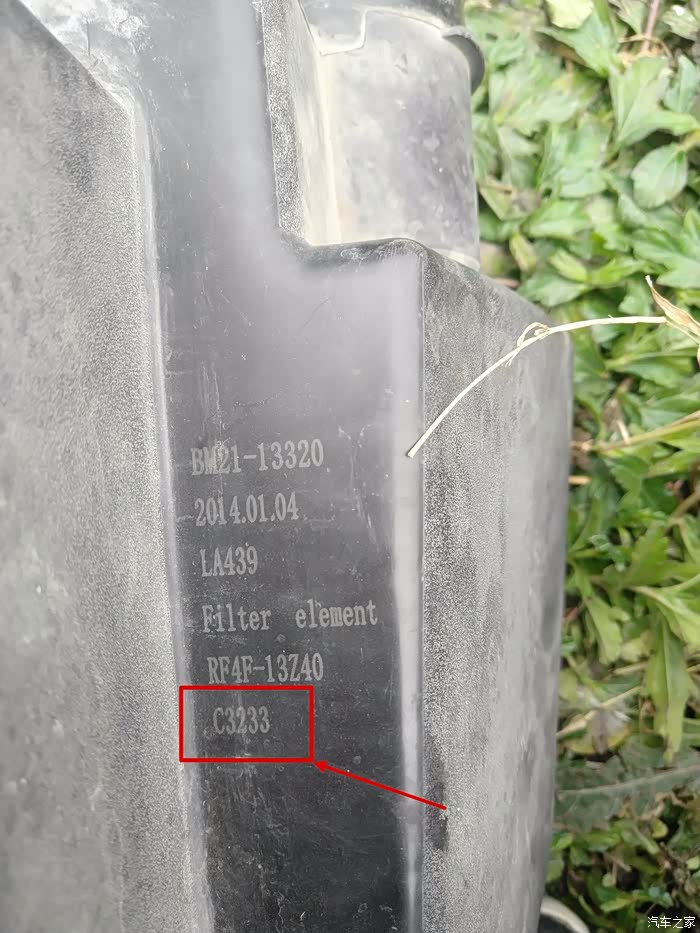 BM21-13320
2014.01.04
LA439
Filter element
RF4F-13Z40
C3233
汽车之家